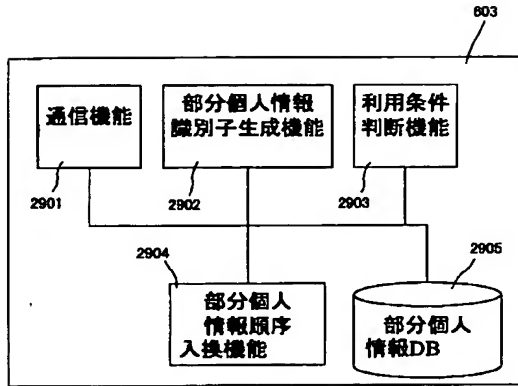 603
通信機能
部分個人情報
識別子生成機能
利用条件
判断機能
2901
2902
2903
2904
2905
部分個人
情報順序
入換機能
部分個人
情報DB